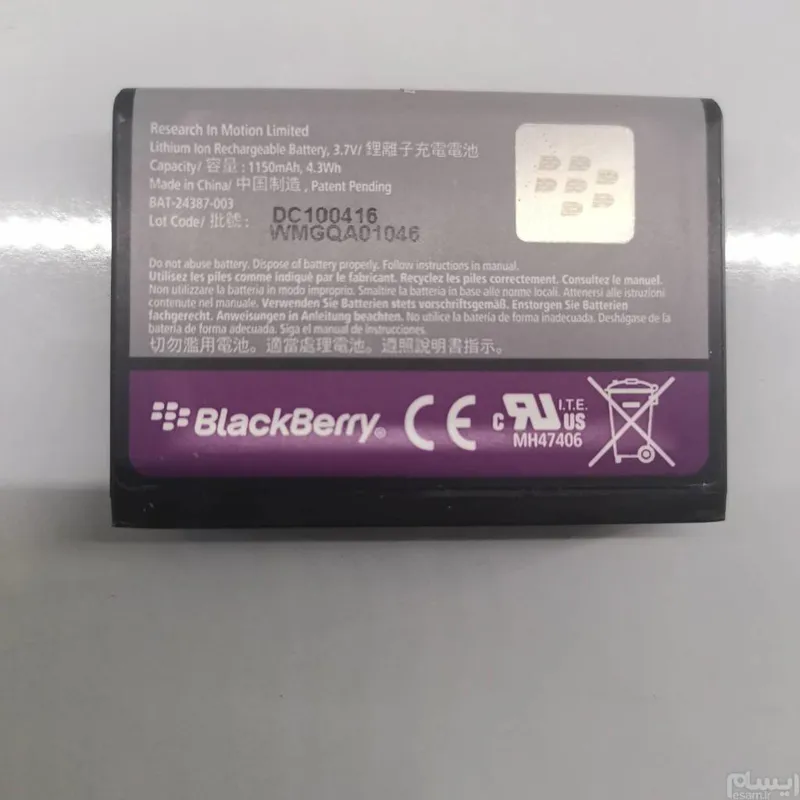 Research In Motion Limited
Lithium Ion Rechargeable Battery, 3.7V/ 鋰離子充電電池
Capacity/ 容量 : 1150mAh, 4.3Wh
Made in China/ 中国制造 , Patent Pending
BAT-24387-003
Lot Code/ 批號 : DC100416
WMGQA01046
Do not abuse battery. Dispose of battery properly. Follow instructions in manual.
Utilisez les piles comme indiqué par le fabricant. Recyclez les piles correctement. Consultez le manuel.
Non utilizzare la batteria in modo improprio. Smaltire la batteria in base alle norme locali. Attenersi alle istruzioni
contenute nel manuale. Verwenden Sie Batterien stets vorschriftsgemäß. Enstorgen Sie Batterien
fachgerecht. Anweisungen in Anleitung beachten. No utilice la batería de forma inadecuada. Deshágase de la
batería de forma adecuada. Siga el manual de instrucciones.
切勿濫用電池。適當處理電池。遵照說明書指示。
BlackBerry® CE c RU US I.T.E.
MH47406
ایسام
esam.ir